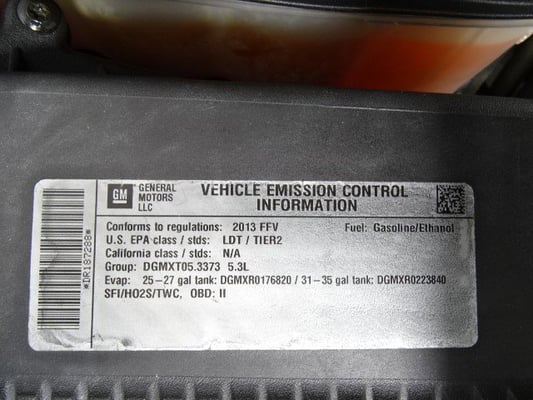 GM
GENERAL
MOTORS
LLC
VEHICLE EMISSION CONTROL
INFORMATION
Conforms to regulations: 2013 FFV Fuel: Gasoline/Ethanol
U.S. EPA class / stds: LDT / TIER2
California class / stds: N/A
Group: DGMXT05.3373 5.3L
Evap: 25-27 gal tank: DGMXR0176820 / 31-35 gal tank: DGMXR0223840
SFI/HO2S/TWC, OBD: II
*DR187288*